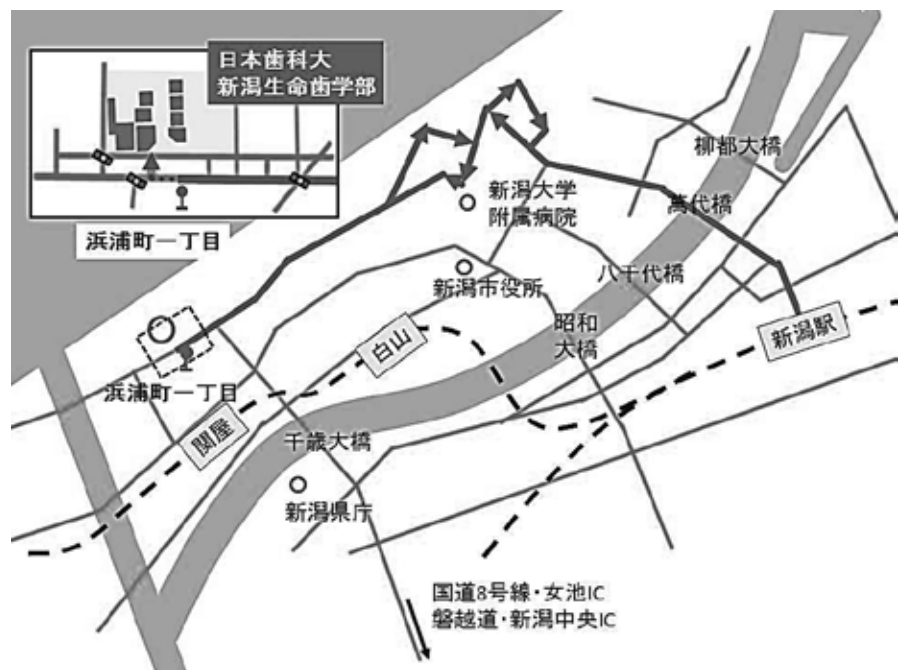 日本歯科大
新潟生命歯学部
浜浦町一丁目
柳都大橋
新潟大学
附属病院
萬代橋
八千代橋
新潟市役所
昭和
大橋
新潟駅
白山
浜浦町一丁目
関屋
千歳大橋
新潟県庁
国道8号線・女池IC
磐越道・新潟中央IC